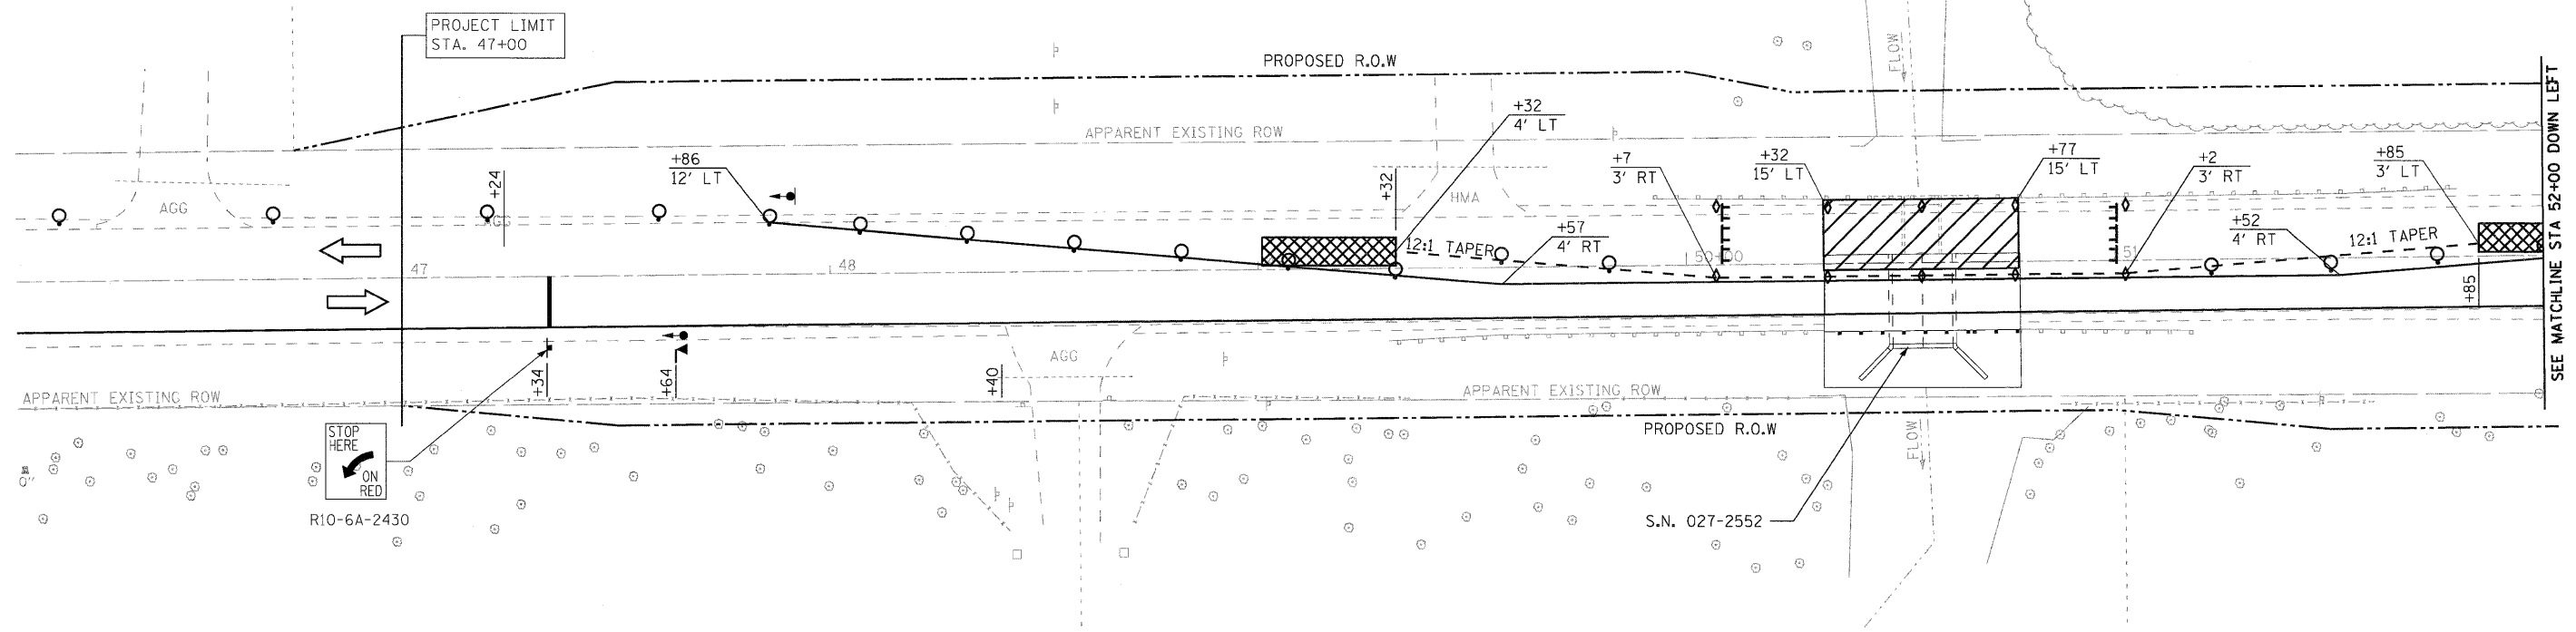 PROJECT LIMIT
STA. 47+00
PROPOSED R.O.W
FLOW
APPARENT EXISTING ROW
+32
4' LT
+86
12' LT
+24
+32
+7
3' RT
+32
15' LT
+77
15' LT
+2
3' RT
+85
3' LT
AGG
AGG
HMA
12:1 TAPER
+57
4' RT
+52
4' RT
12:1 TAPER
47
48
50+00
51
+85
SEE MATCHLINE STA 52+00 DOWN LEFT
+34
+64
+40
AGG
APPARENT EXISTING ROW
APPARENT EXISTING ROW
PROPOSED R.O.W
FLOW
STOP
HERE
ON
RED
R10-6A-2430
S.N. 027-2552
0"